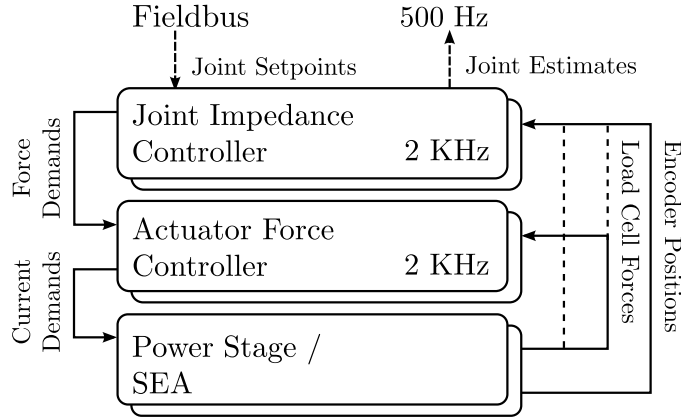 Fieldbus
500 Hz
Joint Setpoints
Joint Estimates
Joint Impedance
Controller
2 KHz
Force
Demands
Actuator Force
Controller
2 KHz
Current
Demands
Power Stage /
SEA
Load Cell Forces
Encoder Positions